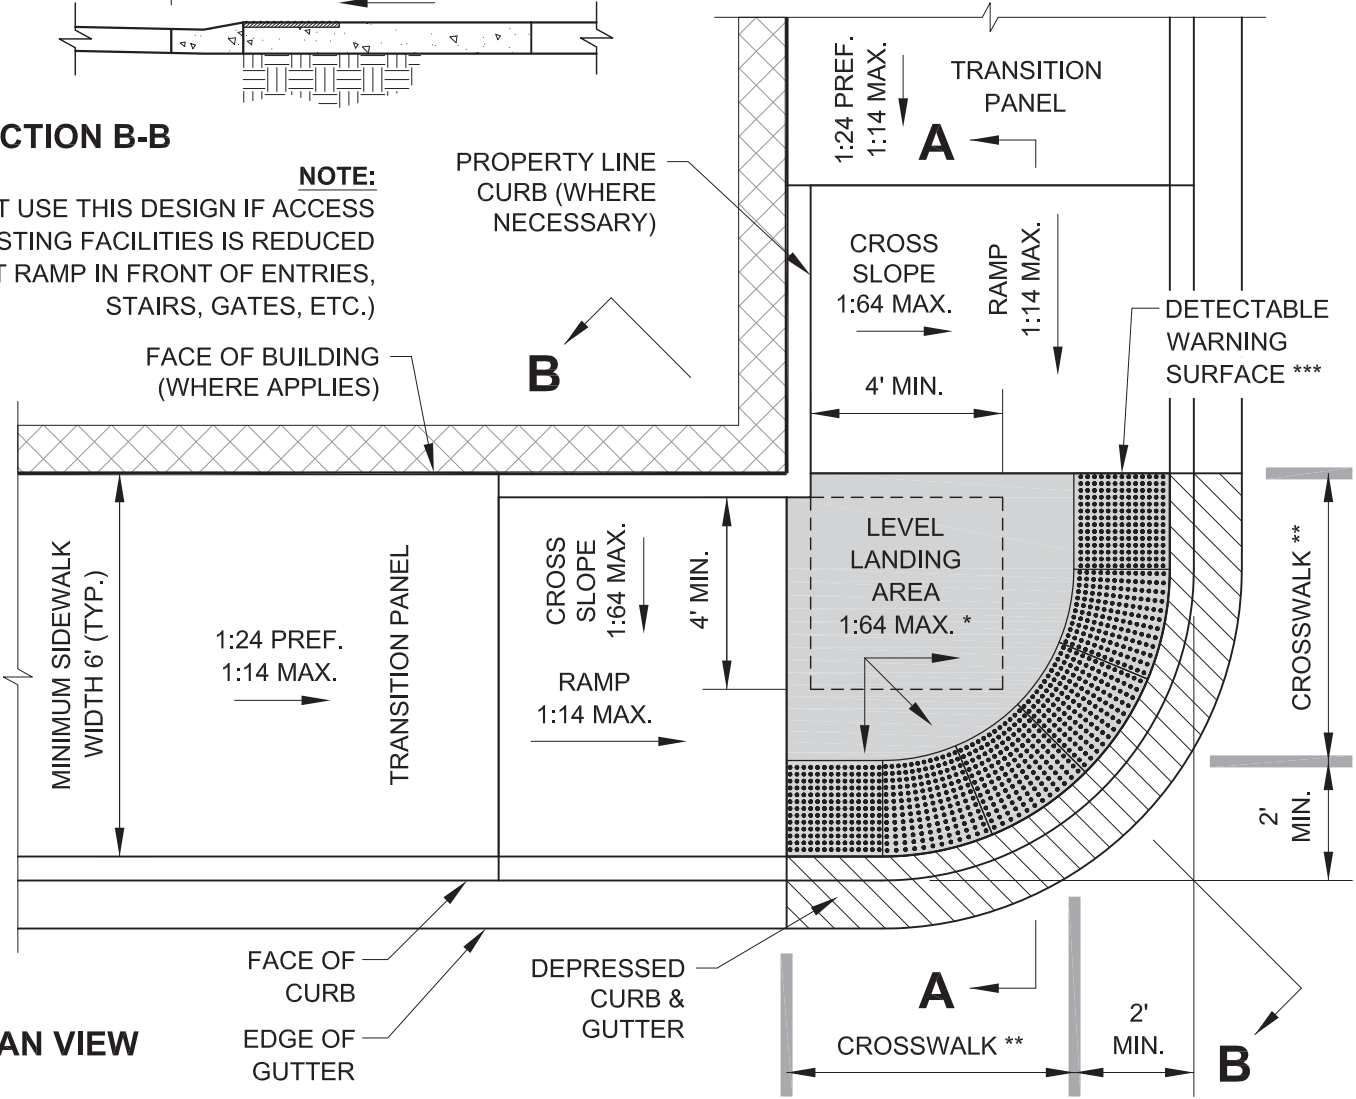 CTION B-B
NOTE:
T USE THIS DESIGN IF ACCESS
STING FACILITIES IS REDUCED
T RAMP IN FRONT OF ENTRIES,
STAIRS, GATES, ETC.)
PROPERTY LINE
CURB (WHERE
NECESSARY)
1:24 PREF.
1:14 MAX.
TRANSITION
PANEL
A
CROSS
SLOPE
1:64 MAX.
RAMP
1:14 MAX.
4' MIN.
DETECTABLE
WARNING
SURFACE ***
B
FACE OF BUILDING
(WHERE APPLIES)
MINIMUM SIDEWALK
WIDTH 6' (TYP.)
1:24 PREF.
1:14 MAX.
TRANSITION PANEL
CROSS
SLOPE
1:64 MAX.
4' MIN.
RAMP
1:14 MAX.
LEVEL
LANDING
AREA
1:64 MAX. *
CROSSWALK **
2'
MIN.
FACE OF
CURB
EDGE OF
GUTTER
DEPRESSED
CURB &
GUTTER
A
CROSSWALK **
2'
MIN.
B
AN VIEW